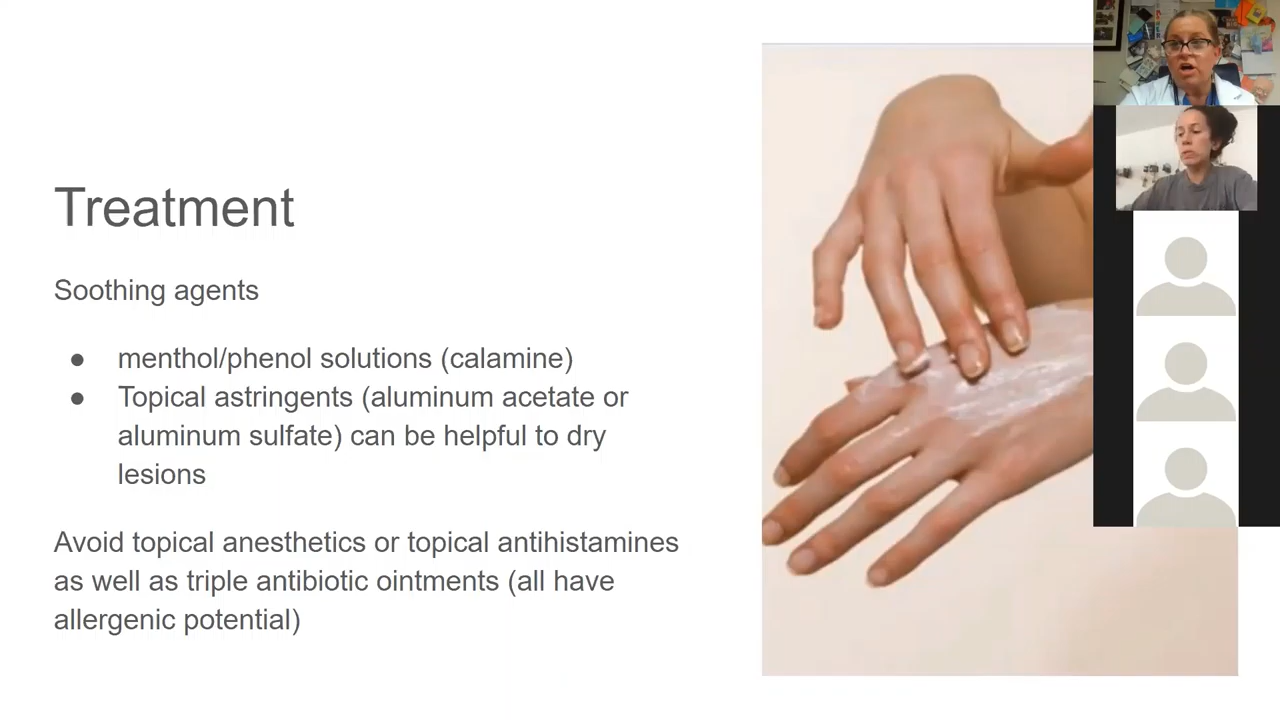 Treatment
Soothing agents
● menthol/phenol solutions (calamine)
● Topical astringents (aluminum acetate or
aluminum sulfate) can be helpful to dry
lesions
Avoid topical anesthetics or topical antihistamines
as well as triple antibiotic ointments (all have
allergenic potential)